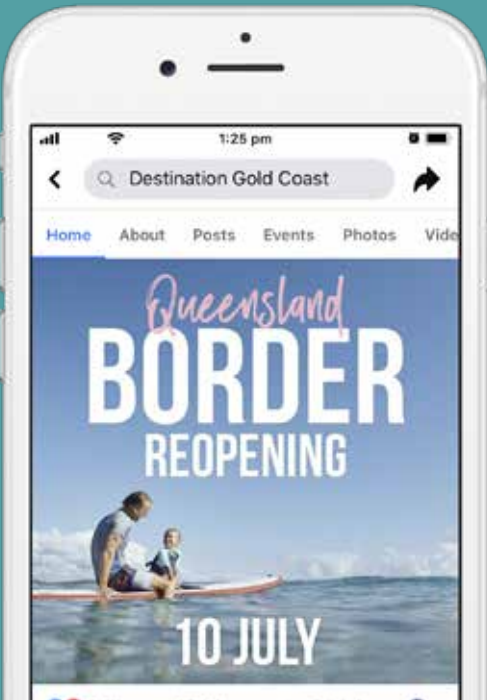 1:25 pm
Destination Gold Coast
Home About Posts Events Photos Vide
Queensland
BORDER
REOPENING
10 JULY